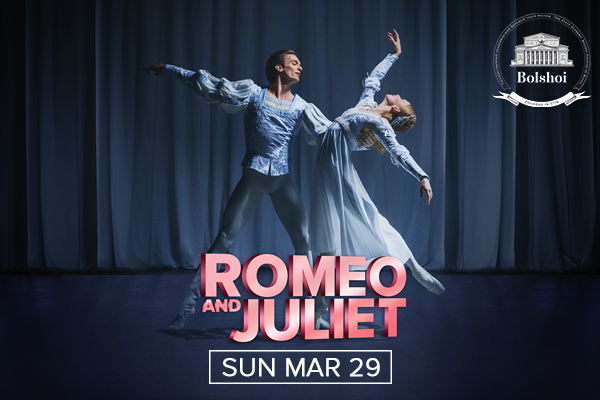 Bolshoi
ROMEO
AND JULIET
SUN MAR 29